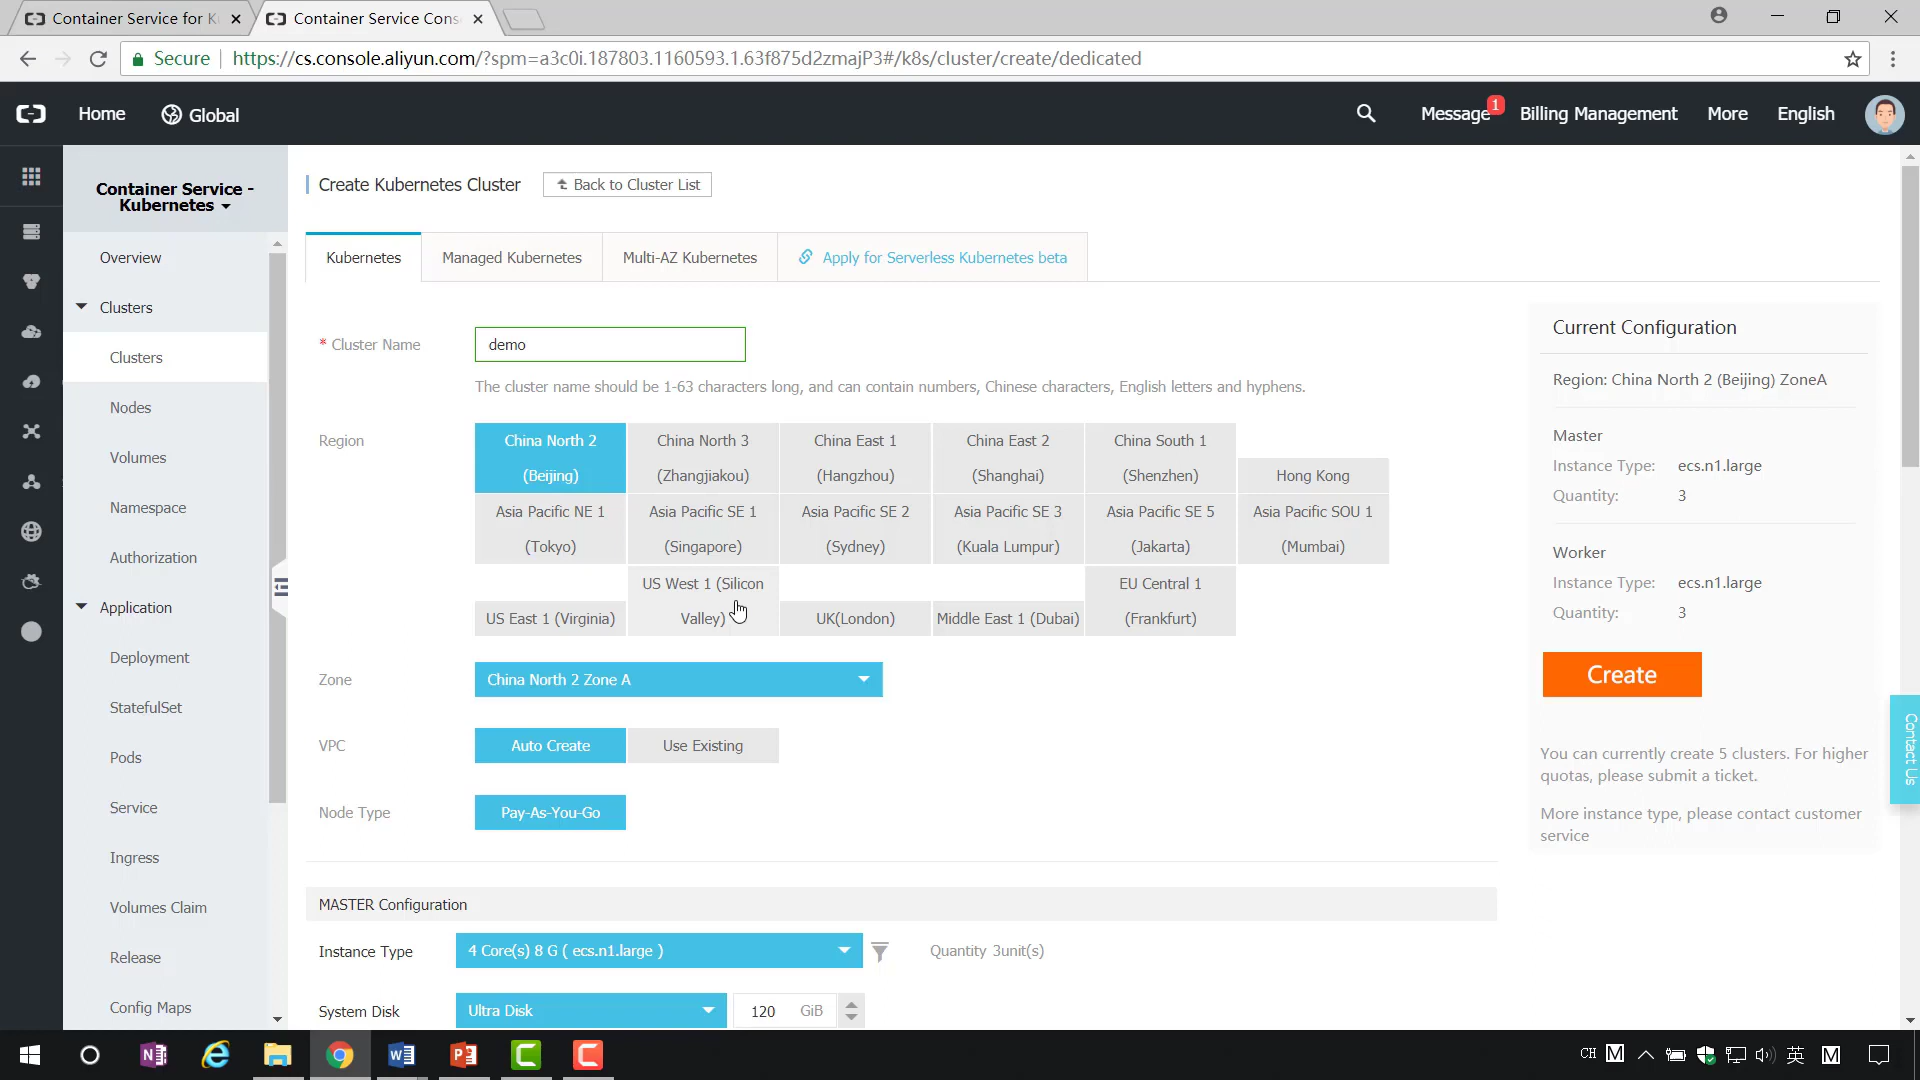 Container Service for K
Container Service Cons
Secure
https://cs.console.aliyun.com/?spm=a3c0i.187803.1160593.1.63f875d2zmajP3#/k8s/cluster/create/dedicated
Home
Global
Message
1
Billing Management
More
English
Container Service -
Kubernetes
Overview
Clusters
Clusters
Nodes
Volumes
Namespace
Authorization
Application
Deployment
StatefulSet
Pods
Service
Ingress
Volumes Claim
Release
Config Maps
Create Kubernetes Cluster
Back to Cluster List
Kubernetes
Managed Kubernetes
Multi-AZ Kubernetes
Apply for Serverless Kubernetes beta
* Cluster Name
demo
The cluster name should be 1-63 characters long, and can contain numbers, Chinese characters, English letters and hyphens.
Region
China North 2
(Beijing)
China North 3
(Zhangjiakou)
China East 1
(Hangzhou)
China East 2
(Shanghai)
China South 1
(Shenzhen)
Hong Kong
Asia Pacific NE 1
(Tokyo)
Asia Pacific SE 1
(Singapore)
Asia Pacific SE 2
(Sydney)
Asia Pacific SE 3
(Kuala Lumpur)
Asia Pacific SE 5
(Jakarta)
Asia Pacific SOU 1
(Mumbai)
US East 1 (Virginia)
US West 1 (Silicon
Valley)
UK(London)
Middle East 1 (Dubai)
EU Central 1
(Frankfurt)
Zone
China North 2 Zone A
VPC
Auto Create
Use Existing
Node Type
Pay-As-You-Go
MASTER Configuration
Instance Type
4 Core(s) 8 G ( ecs.n1.large )
Quantity 3unit(s)
System Disk
Ultra Disk
120
GiB
Current Configuration
Region: China North 2 (Beijing) ZoneA
Master
Instance Type: ecs.n1.large
Quantity: 3
Worker
Instance Type: ecs.n1.large
Quantity: 3
Create
You can currently create 5 clusters. For higher
quotas, please submit a ticket.
More instance type, please contact customer
service
Contact Us
CH
M
英
M